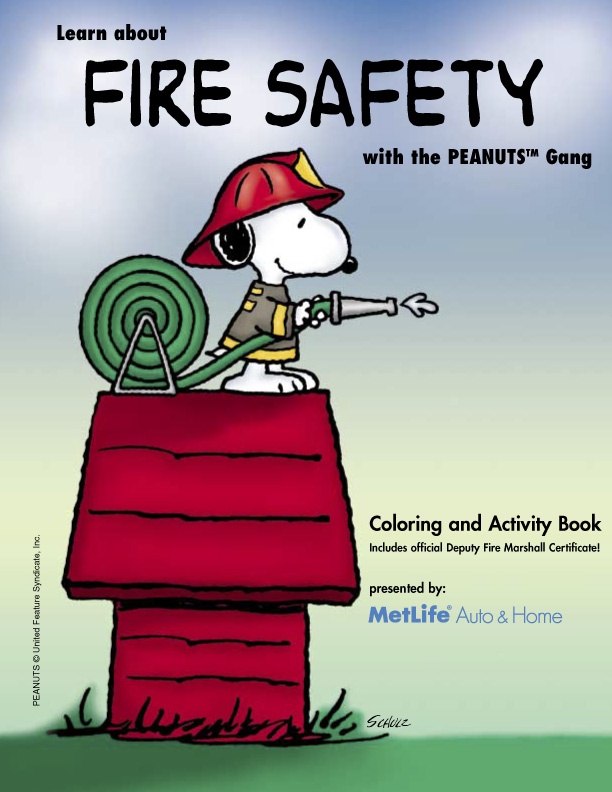 Learn about
FIRE SAFETY
with the PEANUTS™ Gang
Coloring and Activity Book
Includes official Deputy Fire Marshall Certificate!
presented by:
MetLife® Auto & Home
PEANUTS © United Feature Syndicate, Inc.
SCHULZ